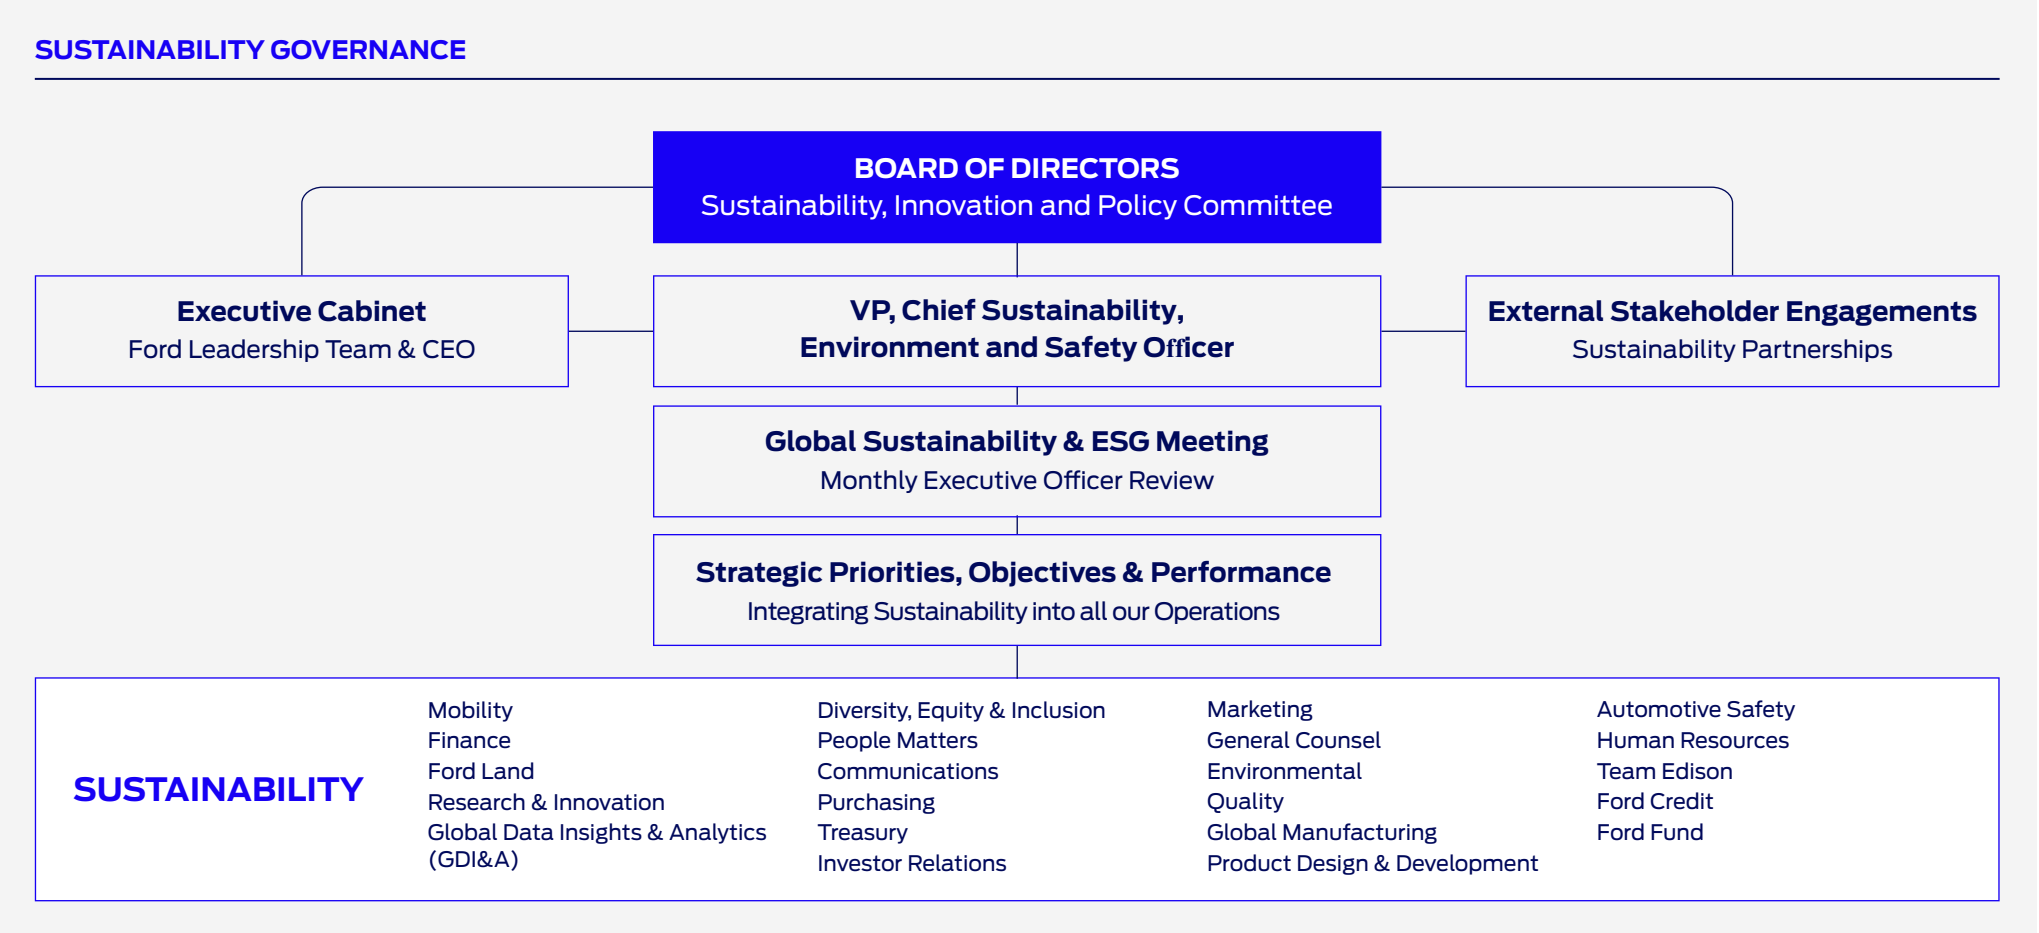 SUSTAINABILITY GOVERNANCE
BOARD OF DIRECTORS
Sustainability, Innovation and Policy Committee
Executive Cabinet
Ford Leadership Team & CEO
VP, Chief Sustainability,
Environment and Safety Officer
External Stakeholder Engagements
Sustainability Partnerships
Global Sustainability & ESG Meeting
Monthly Executive Officer Review
Strategic Priorities, Objectives & Performance
Integrating Sustainability into all our Operations
SUSTAINABILITY
Mobility
Finance
Ford Land
Research & Innovation
Global Data Insights & Analytics
(GDI&A)
Diversity, Equity & Inclusion
People Matters
Communications
Purchasing
Treasury
Investor Relations
Marketing
General Counsel
Environmental
Quality
Global Manufacturing
Product Design & Development
Automotive Safety
Human Resources
Team Edison
Ford Credit
Ford Fund